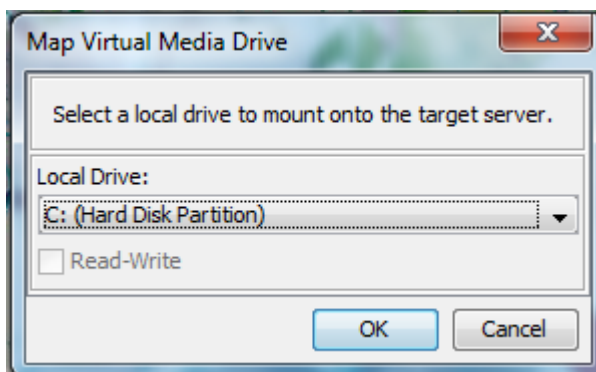 Map Virtual Media Drive
Select a local drive to mount onto the target server.
Local Drive:
C: (Hard Disk Partition)
Read-Write
OK
Cancel